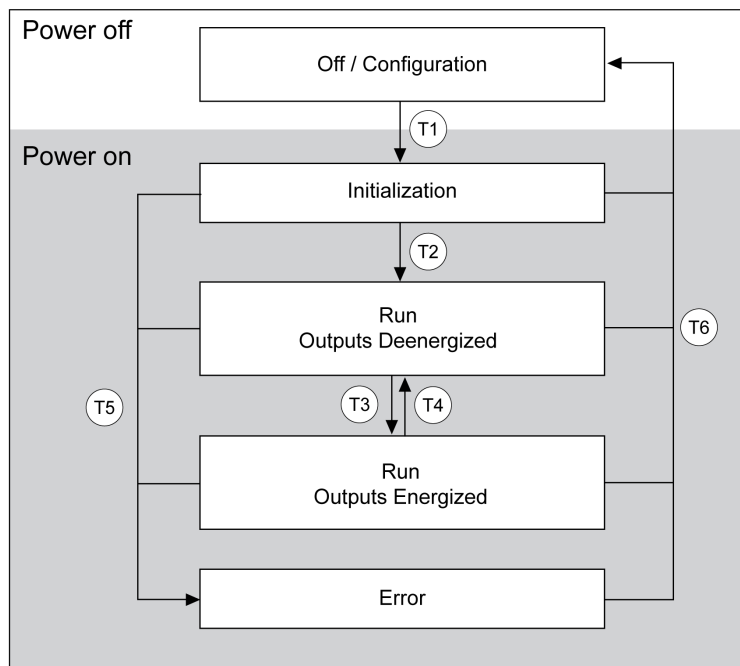 Power off
Off / Configuration
T1
Power on
Initialization
T2
Run
Outputs Deenergized
T6
T3
T4
T5
Run
Outputs Energized
Error